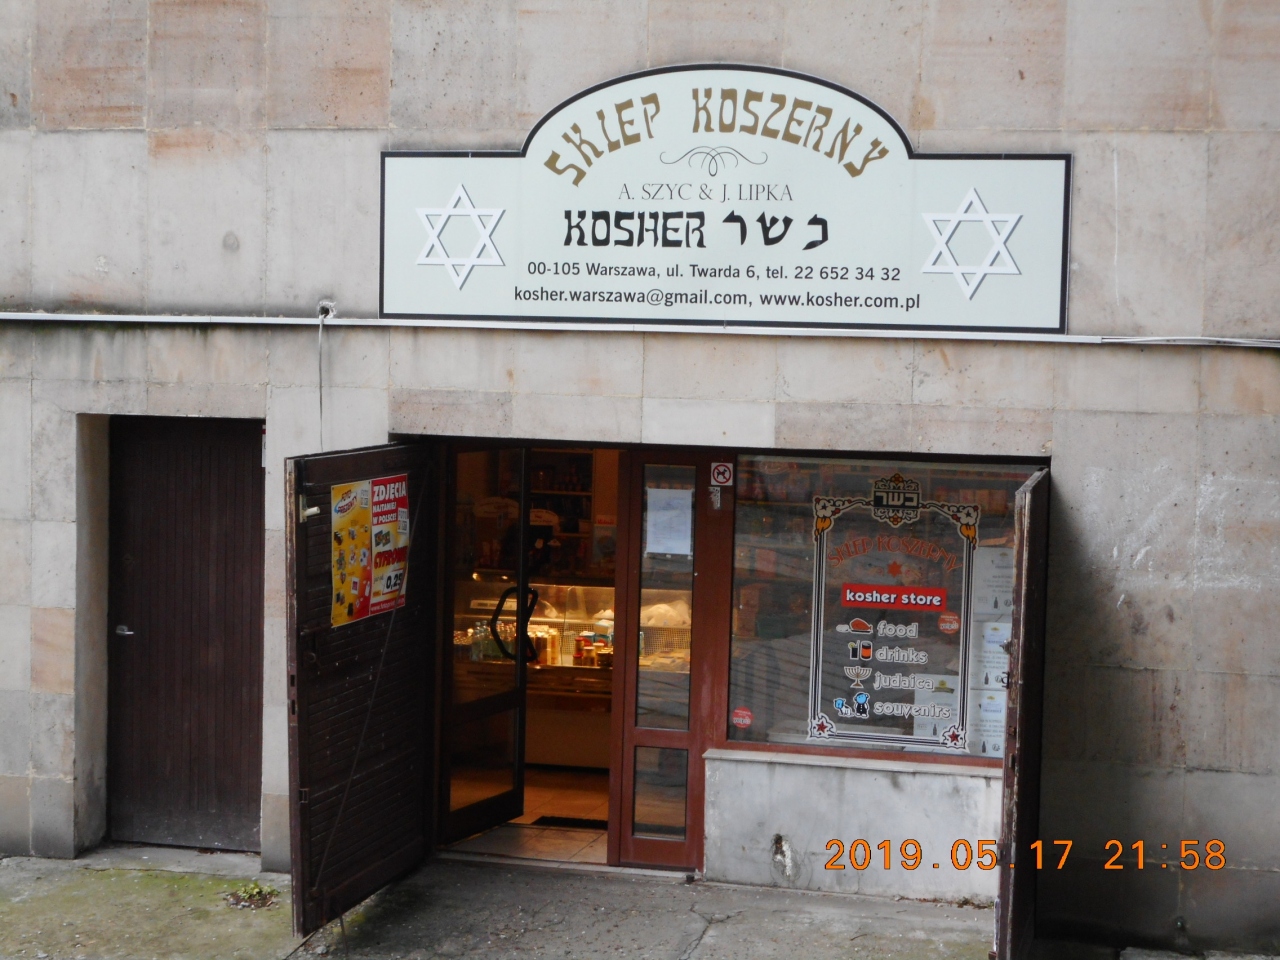 SKLEP KOSZERNY
A. SZYC & J. LIPKA
KOSHER כשר
00-105 Warszawa, ul. Twarda 6, tel. 22 652 34 32
kosher.warszawa@gmail.com, www.kosher.com.pl
ZDJĘCIA
NAJTANIEJ
W POLSCE!
כשר
SKLEP KOSZERNY
kosher store
food
drinks
judaica
souvenirs
2019.05.17 21:58